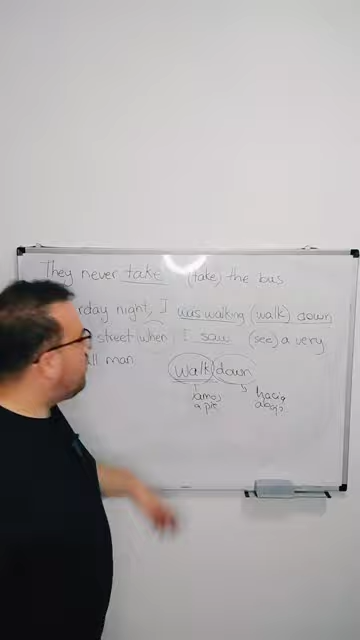 They never take (take) the bus
rday night, I was walking (walk) down
street when, I saw (see) a very
all man
walk down
vamos hacia
a pie abajo